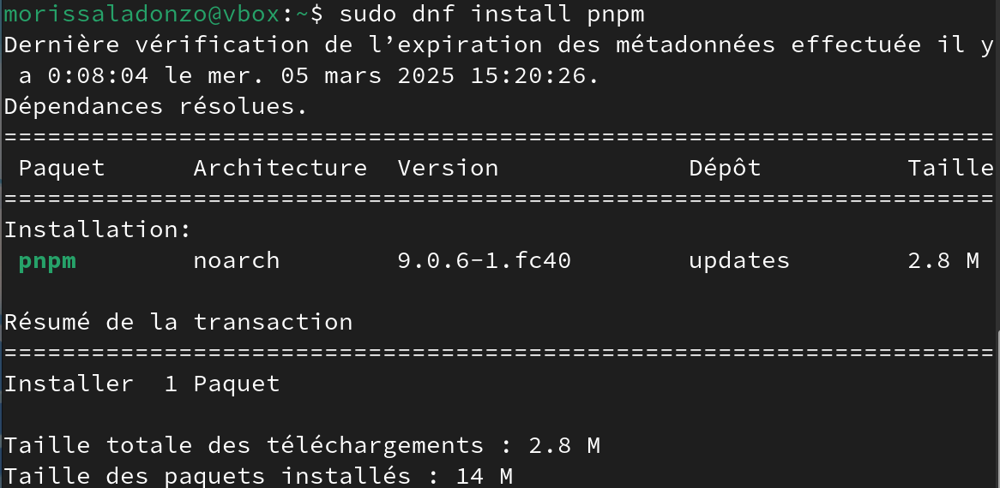 morissaladonzo@vbox:~$ sudo dnf install pnpm
Dernière vérification de l’expiration des métadonnées effectuée il y
a 0:08:04 le mer. 05 mars 2025 15:20:26.
Dépendances résolues.
====================================================================
Paquet Architecture Version Dépôt Taille
====================================================================
Installation:
pnpm noarch 9.0.6-1.fc40 updates 2.8 M
Résumé de la transaction
====================================================================
Installer 1 Paquet
Taille totale des téléchargements : 2.8 M
Taille des paquets installés : 14 M